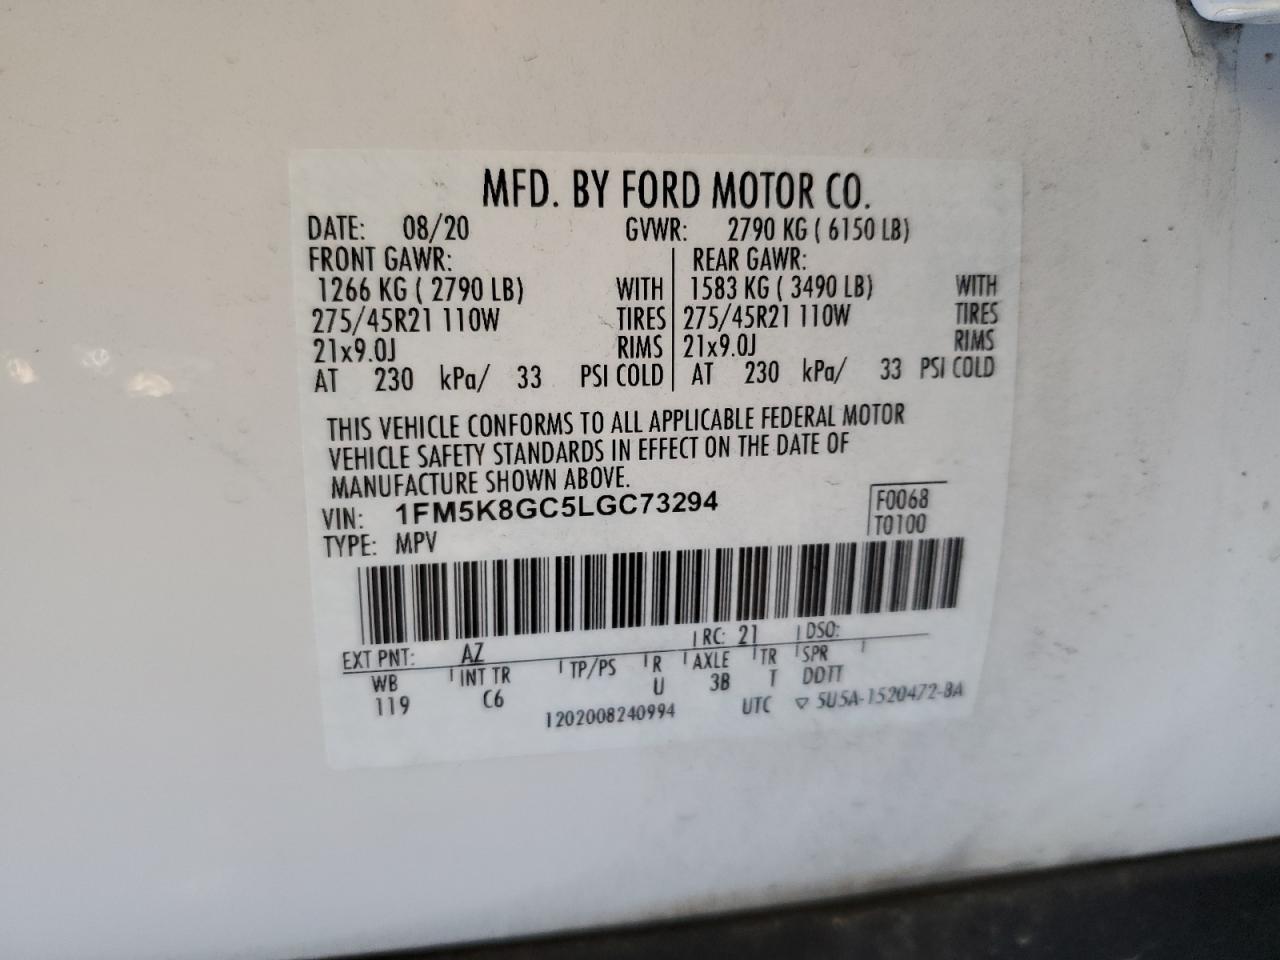 MFD. BY FORD MOTOR CO.
DATE: 08/20 GVWR: 2790 KG ( 6150 LB)
FRONT GAWR: REAR GAWR:
1266 KG ( 2790 LB) WITH 1583 KG ( 3490 LB) WITH
275/45R21 110W TIRES 275/45R21 110W TIRES
21x9.0J RIMS 21x9.0J RIMS
AT 230 kPa/ 33 PSI COLD AT 230 kPa/ 33 PSI COLD
THIS VEHICLE CONFORMS TO ALL APPLICABLE FEDERAL MOTOR
VEHICLE SAFETY STANDARDS IN EFFECT ON THE DATE OF
MANUFACTURE SHOWN ABOVE.
VIN: 1FM5K8GC5LGC73294 F0068
TYPE: MPV T0100
EXT PNT: AZ RC: 21 DSO:
WB INT TR TP/PS R AXLE TR SPR
119 C6 U 3B T DDTT
1202008240994 UTC ▽ 5U5A-1520472-BA